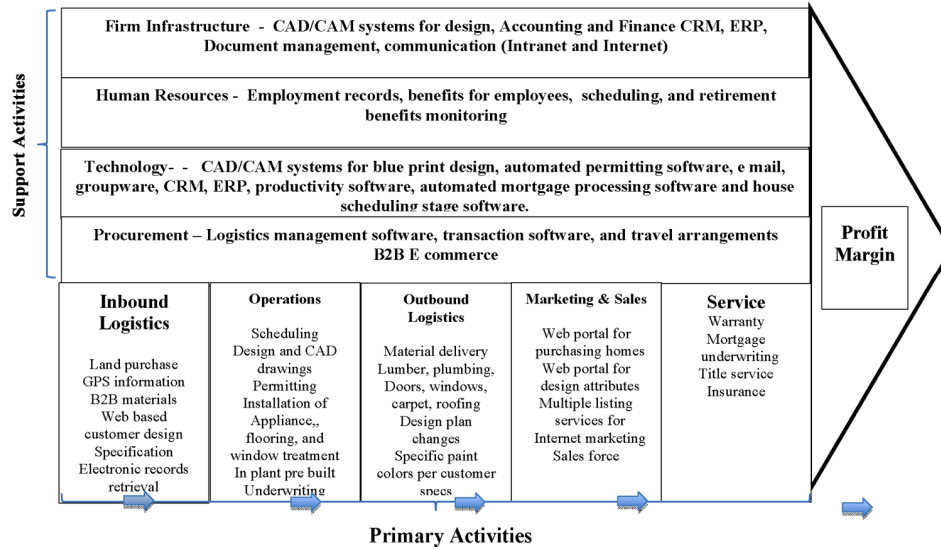 Firm Infrastructure - CAD/CAM systems for design, Accounting and Finance CRM, ERP,
Document management, communication (Intranet and Internet)
Human Resources - Employment records, benefits for employees, scheduling, and retirement
benefits monitoring
Technology- - CAD/CAM systems for blue print design, automated permitting software, e mail,
groupware, CRM, ERP, productivity software, automated mortgage processing software and house
scheduling stage software.
Procurement – Logistics management software, transaction software, and travel arrangements
B2B E commerce
Support Activities
Profit
Margin
Inbound
Logistics
Land purchase
GPS information
B2B materials
Web based
customer design
Specification
Electronic records
retrieval
Operations
Scheduling
Design and CAD
drawings
Permitting
Installation of
Appliance,,
flooring, and
window treatment
In plant pre built
Underwriting
Outbound
Logistics
Material delivery
Lumber, plumbing,
Doors, windows,
carpet, roofing
Design plan
changes
Specific paint
colors per customer
specs
Marketing & Sales
Web portal for
purchasing homes
Web portal for
design attributes
Multiple listing
services for
Internet marketing
Sales force
Service
Warranty
Mortgage
underwriting
Title service
Insurance
Primary Activities